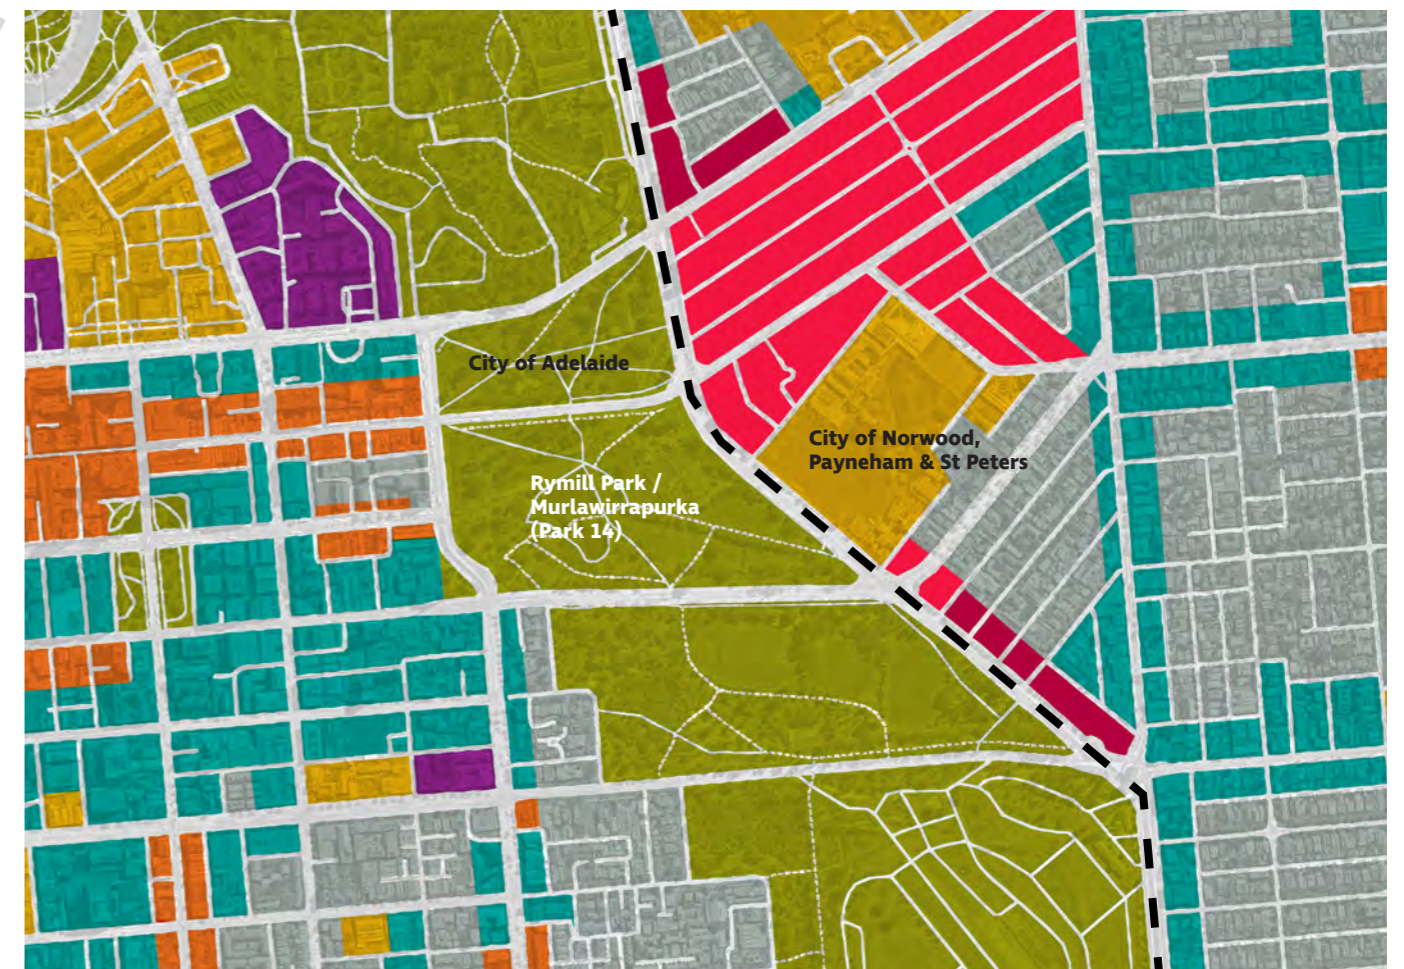 City of Adelaide
City of Norwood,
Payneham & St Peters
Rymill Park /
Murlawirrapurka
(Park 14)